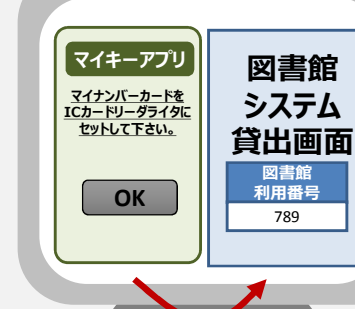 マイキーアプリ
マイナンバーカードを
ICカードリーダライタに
セットして下さい。
OK
図書館
システム
貸出画面
図書館
利用番号
789